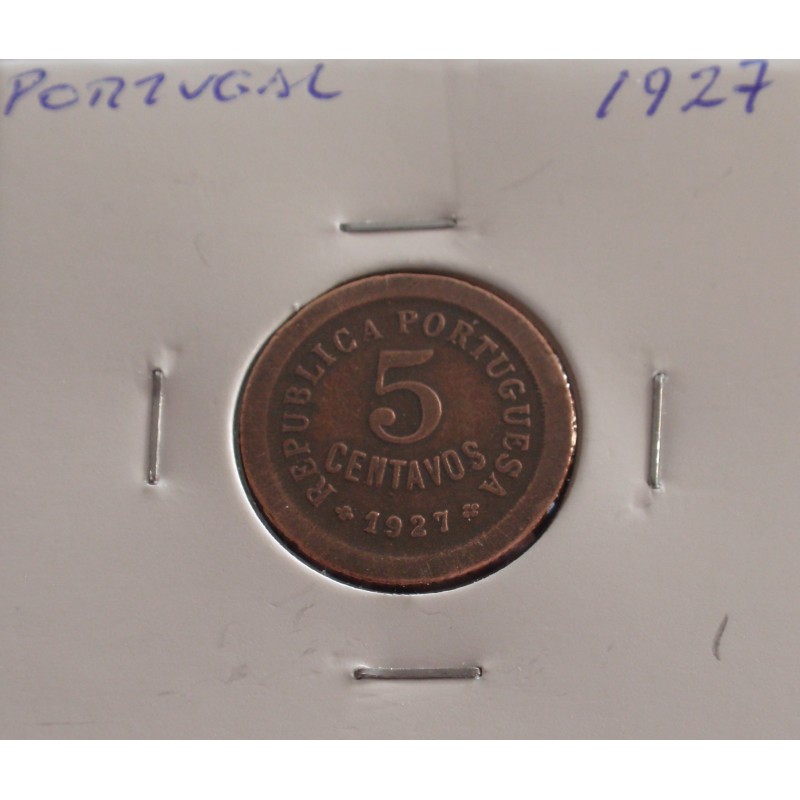 PORTUGAL 1927
REPUBLICA PORTUGUESA
5
CENTAVOS
1927